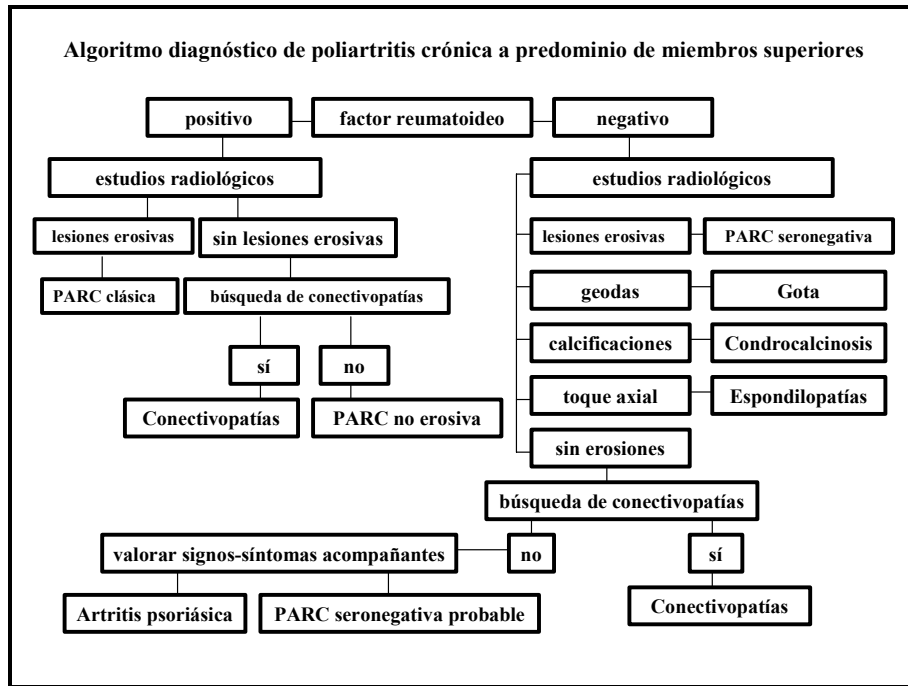 Algoritmo diagnóstico de poliartritis crónica a predominio de miembros superiores
positivo
factor reumatoideo
negativo
estudios radiológicos
estudios radiológicos
lesiones erosivas
sin lesiones erosivas
lesiones erosivas
PARC seronegativa
PARC clásica
búsqueda de conectivopatías
geodas
Gota
calcificaciones
Condrocalcinosis
sí
no
toque axial
Espondilopatías
Conectivopatías
PARC no erosiva
sin erosiones
búsqueda de conectivopatías
valorar signos-síntomas acompañantes
no
sí
Artritis psoriásica
PARC seronegativa probable
Conectivopatías